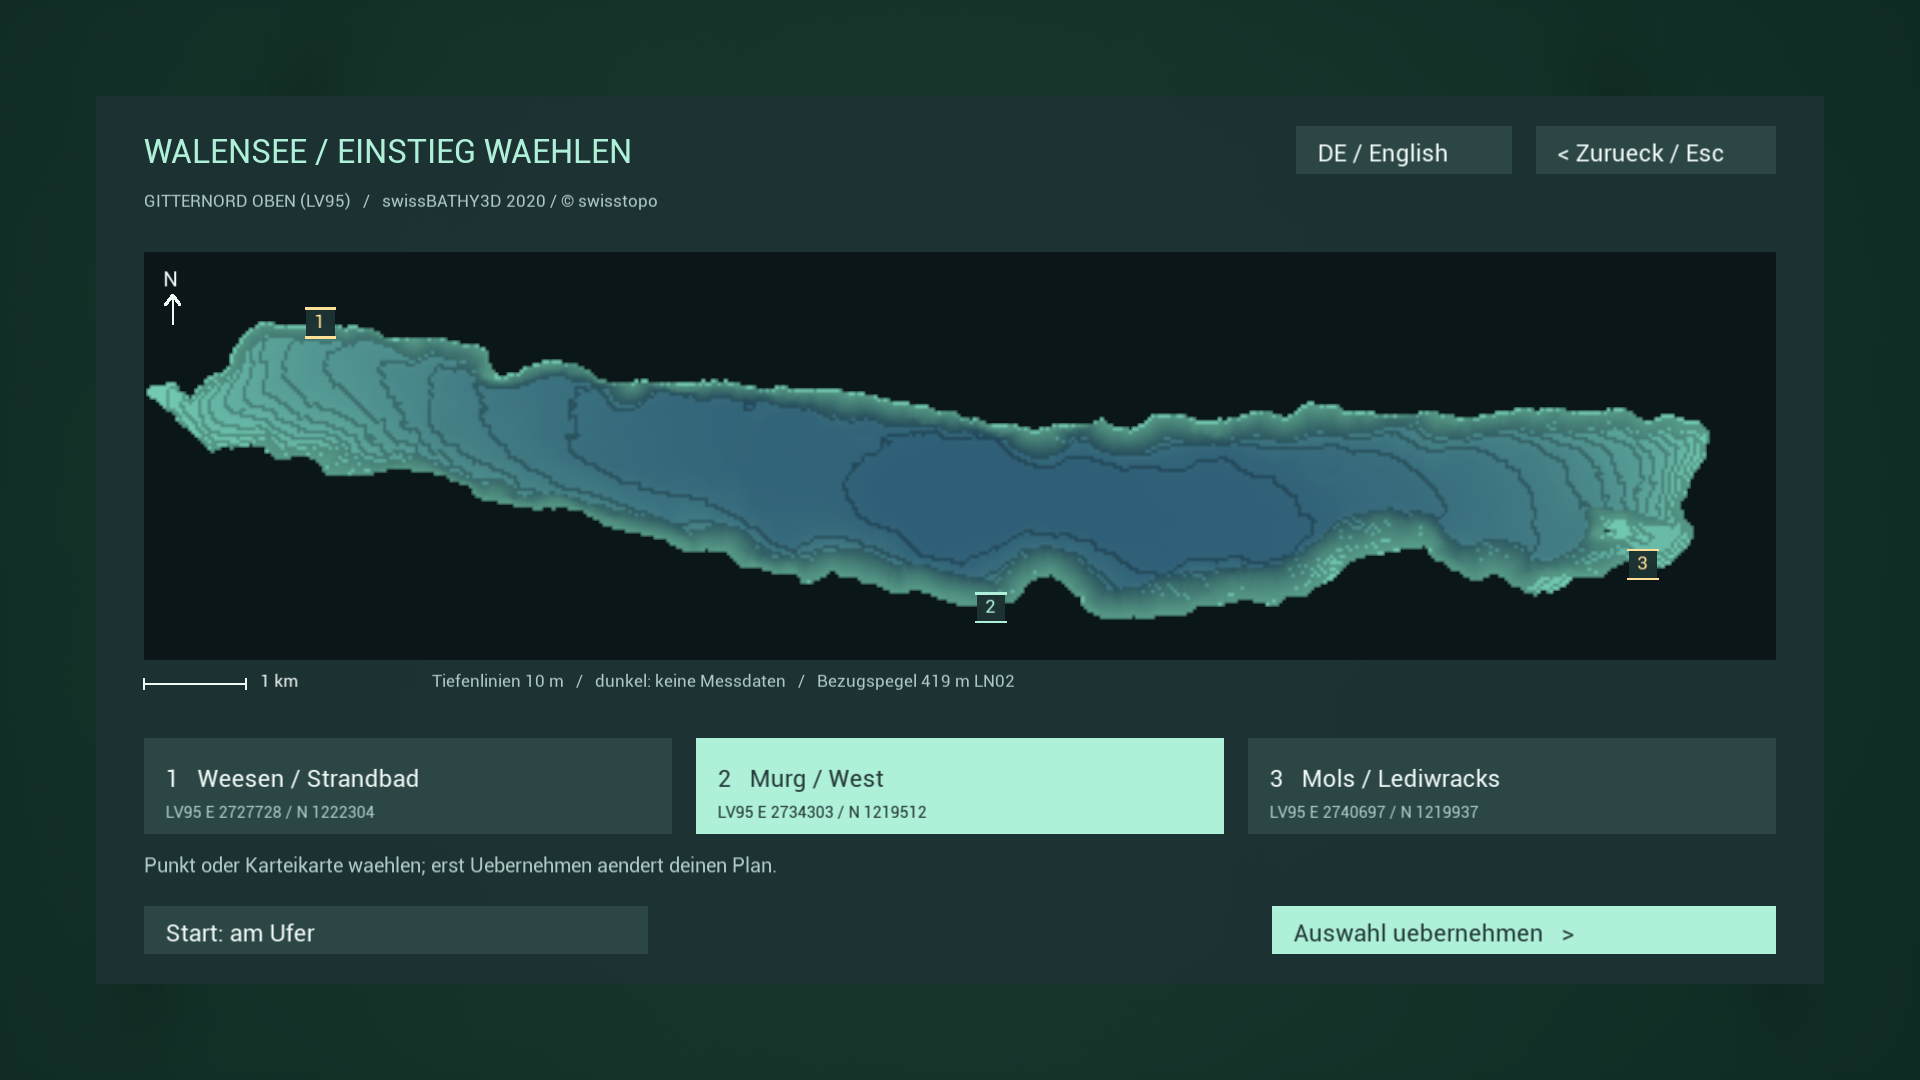 WALENSEE / EINSTIEG WAEHLEN
DE / English
< Zurueck / Esc
GITTERNORD OBEN (LV95) / swissBATHY3D 2020 / © swisstopo
N
1
2
3
1 km
Tiefenlinien 10 m / dunkel: keine Messdaten / Bezugspegel 419 m LN02
1 Weesen / Strandbad
LV95 E 2727728 / N 1222304
2 Murg / West
LV95 E 2734303 / N 1219512
3 Mols / Lediwracks
LV95 E 2740697 / N 1219937
Punkt oder Karteikarte waehlen; erst Uebernehmen aendert deinen Plan.
Start: am Ufer
Auswahl uebernehmen >